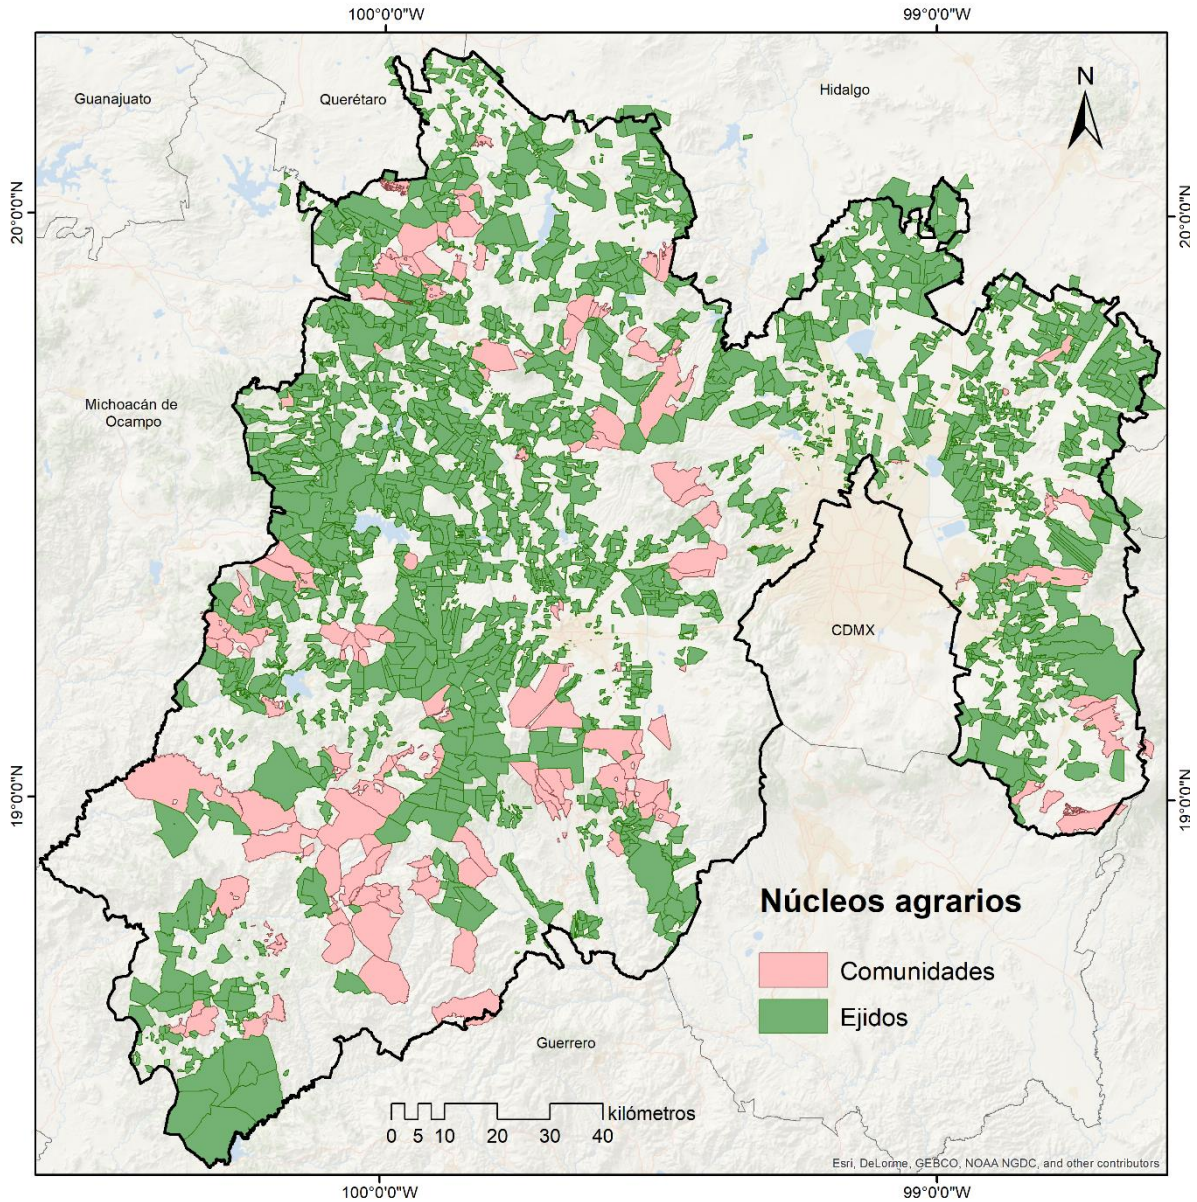 100°0'0"W
99°0'0"W
Guanajuato
Querétaro
Hidalgo
N
20°0'0"N
20°0'0"N
Michoacán de
Ocampo
CDMX
19°0'0"N
19°0'0"N
Núcleos agrarios
Comunidades
Ejidos
Guerrero
kilómetros
0 5 10 20 30 40
Esri, DeLorme, GEBCO, NOAA NGDC, and other contributors
100°0'0"W
99°0'0"W